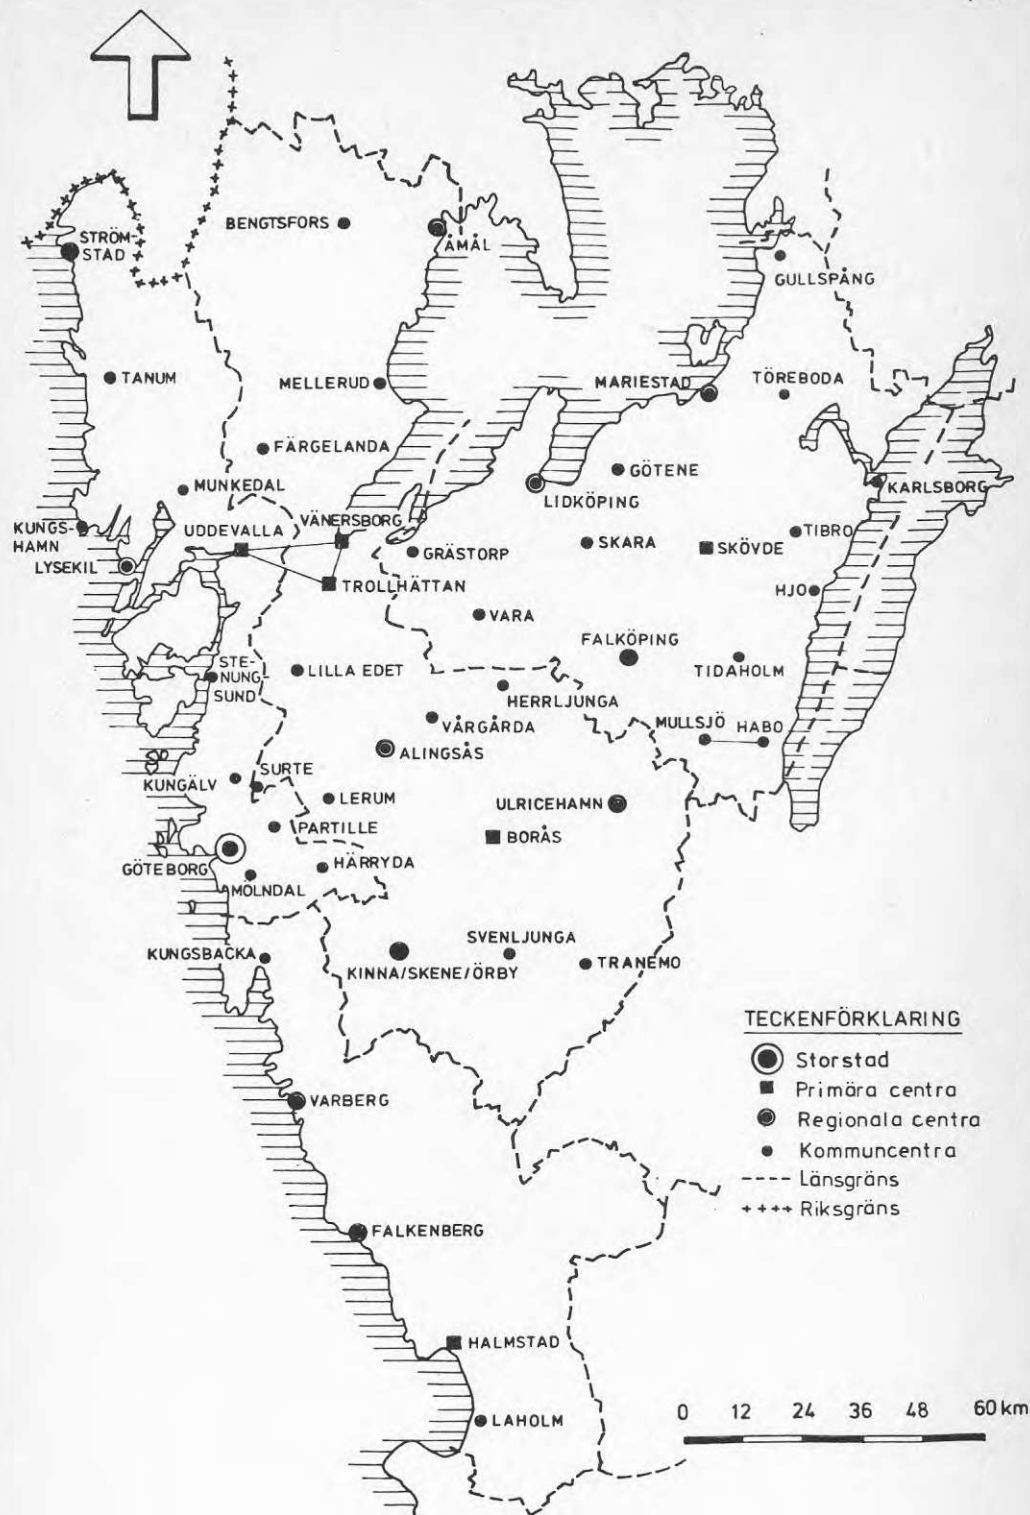 BENGTSFORS
ÅMÅL
STRÖM-
STAD
GULLSPÅNG
TANUM
MELLERUD
MARIESTAD
TÖREBODA
FÄRGELANDA
GÖTENE
MUNKEDAL
LIDKÖPING
KARLSBORG
KUNGS-
HAMN
UDDEVALLA
VÄNERSBORG
GRÄSTORP
SKARA
SKÖVDE
TIBRO
LYSEKIL
TROLLHÄTTAN
HJO
VARA
FALKÖPING
STE-
NUNG-
SUND
LILLA EDET
HERRLJUNGA
TIDAHOLM
VÅRGÅRDA
MULLSJÖ
HABO
ALINGSÅS
KUNGÄLV
SURTE
LERUM
ULRICEHAMN
PARTILLE
BORÅS
GÖTEBORG
HÄRRYDA
MÖLNDAL
KUNGSBACKA
SVENLJUNGA
KINNA/SKENE/ÖRBY
TRANEMO
TECKENFÖRKLARING
Storstad
Primära centra
Regionala centra
Kommuncentra
Länsgräns
Riksgräns
VARBERG
FALKENBERG
HALMSTAD
LAHOLM
0 12 24 36 48 60 km